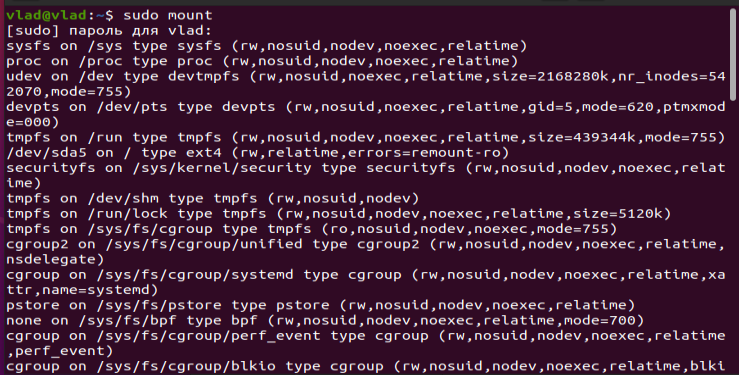 vlad@vlad:~$ sudo mount
[sudo] пароль для vlad:
sysfs on /sys type sysfs (rw,nosuid,nodev,noexec,relatime)
proc on /proc type proc (rw,nosuid,nodev,noexec,relatime)
udev on /dev type devtmpfs (rw,nosuid,noexec,relatime,size=2168280k,nr_inodes=54
2070,mode=755)
devpts on /dev/pts type devpts (rw,nosuid,noexec,relatime,gid=5,mode=620,ptmxmod
e=000)
tmpfs on /run type tmpfs (rw,nosuid,nodev,noexec,relatime,size=439344k,mode=755)
/dev/sda5 on / type ext4 (rw,relatime,errors=remount-ro)
securityfs on /sys/kernel/security type securityfs (rw,nosuid,nodev,noexec,relat
ime)
tmpfs on /dev/shm type tmpfs (rw,nosuid,nodev)
tmpfs on /run/lock type tmpfs (rw,nosuid,nodev,noexec,relatime,size=5120k)
tmpfs on /sys/fs/cgroup type tmpfs (ro,nosuid,nodev,noexec,mode=755)
cgroup2 on /sys/fs/cgroup/unified type cgroup2 (rw,nosuid,nodev,noexec,relatime,
nsdelegate)
cgroup on /sys/fs/cgroup/systemd type cgroup (rw,nosuid,nodev,noexec,relatime,xa
ttr,name=systemd)
pstore on /sys/fs/pstore type pstore (rw,nosuid,nodev,noexec,relatime)
none on /sys/fs/bpf type bpf (rw,nosuid,nodev,noexec,relatime,mode=700)
cgroup on /sys/fs/cgroup/perf_event type cgroup (rw,nosuid,nodev,noexec,relatime
,perf_event)
cgroup on /sys/fs/cgroup/blkio type cgroup (rw,nosuid,nodev,noexec,relatime,blki